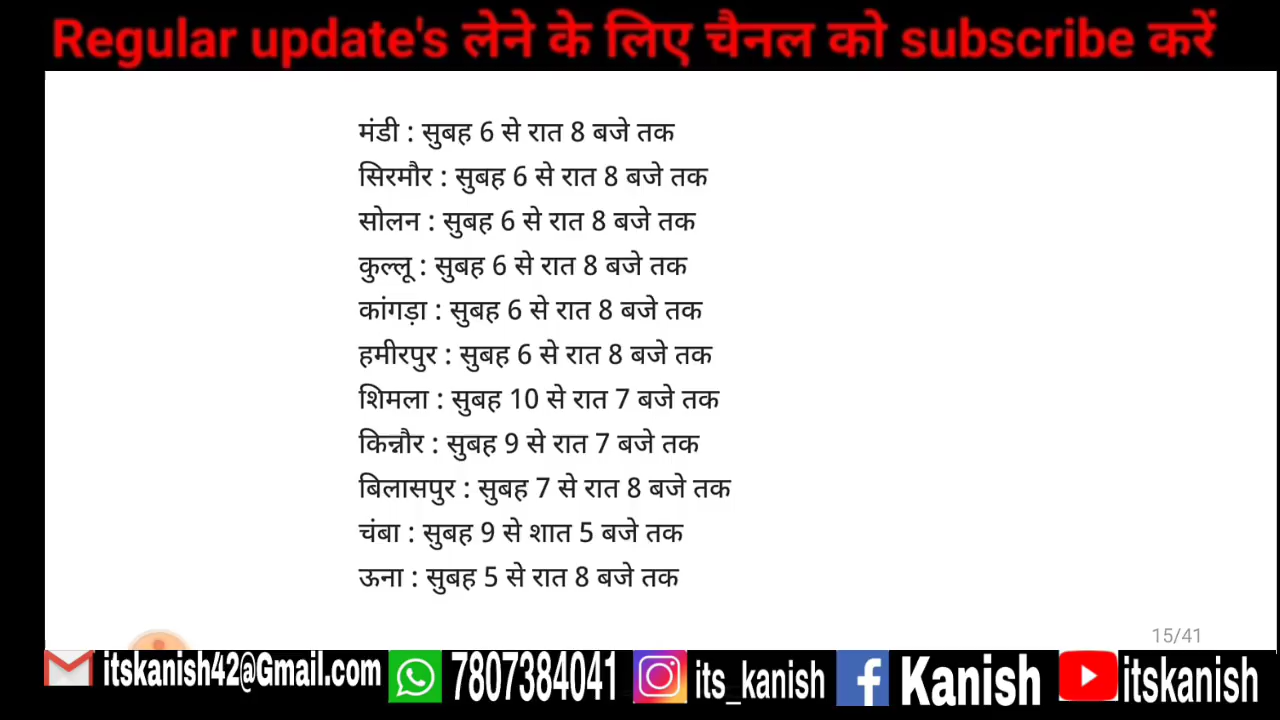 Regular update's लेने के लिए चैनल को subscribe करें
मंडी : सुबह 6 से रात 8 बजे तक
सिरमौर : सुबह 6 से रात 8 बजे तक
सोलन : सुबह 6 से रात 8 बजे तक
कुल्लू : सुबह 6 से रात 8 बजे तक
कांगड़ा : सुबह 6 से रात 8 बजे तक
हमीरपुर : सुबह 6 से रात 8 बजे तक
शिमला : सुबह 10 से रात 7 बजे तक
किन्नौर : सुबह 9 से रात 7 बजे तक
बिलासपुर : सुबह 7 से रात 8 बजे तक
चंबा : सुबह 9 से शात 5 बजे तक
ऊना : सुबह 5 से रात 8 बजे तक
15/41
itskanish42@Gmail.com 7807384041 its_kanish Kanish itskanish